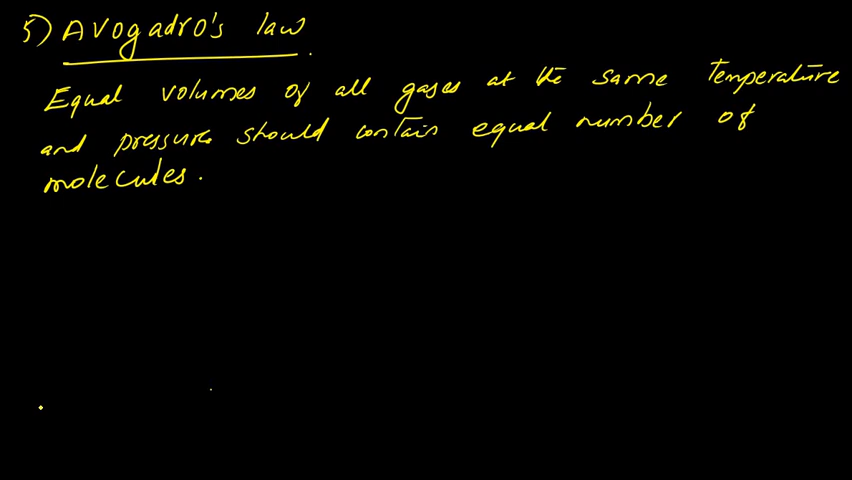 5) Avogadro's law.
Equal volumes of all gases at the same Temperature
and pressure should contain equal number of
molecules.